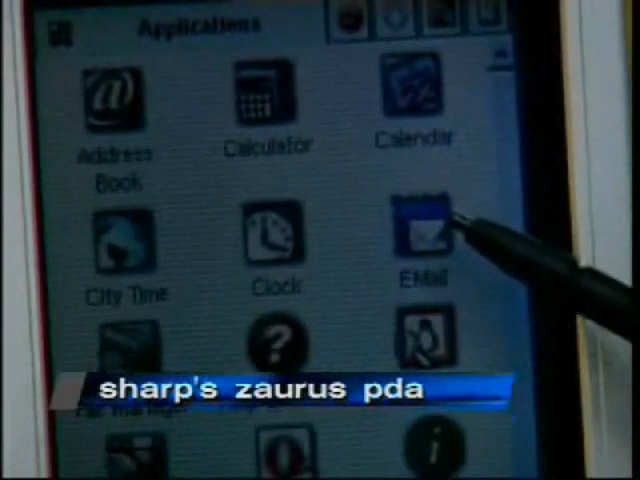 Applications
Address
Book
Calculator
Calendar
City Time
Clock
EMail
sharp's zaurus pda